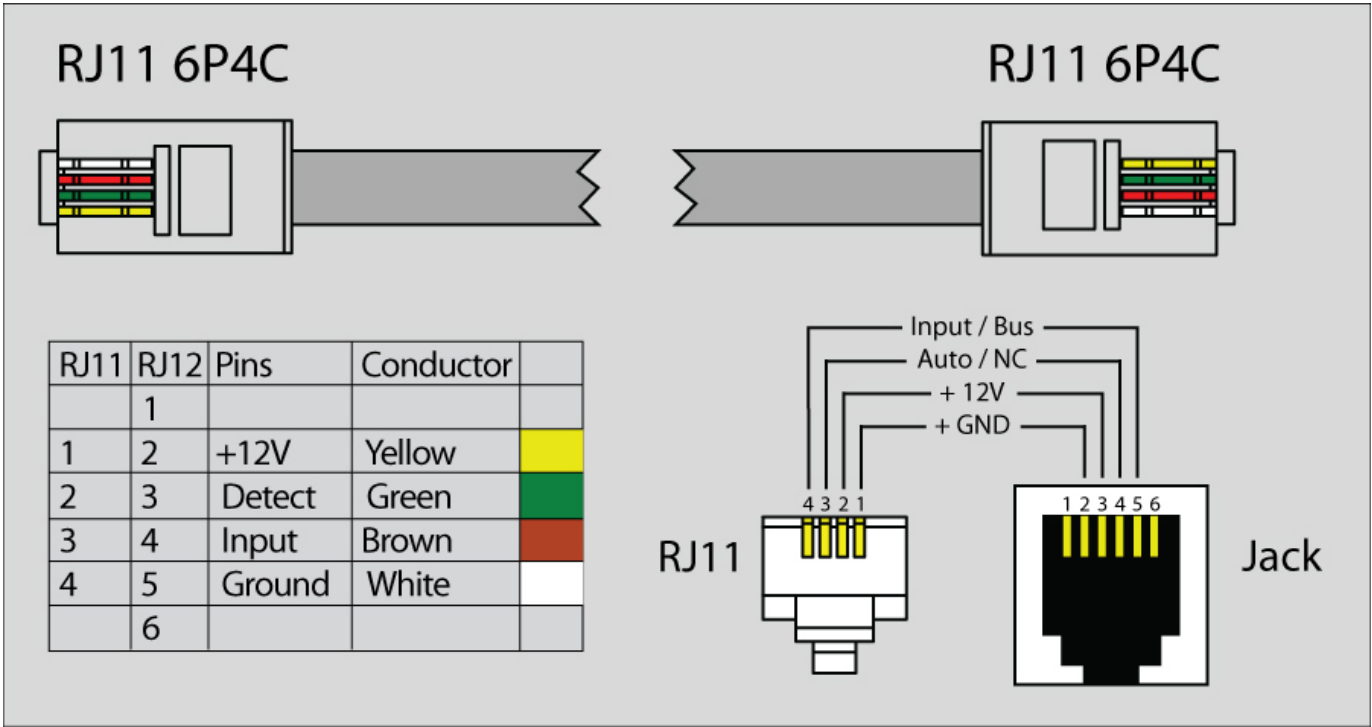 RJ11 6P4C
RJ11 6P4C
RJ11 RJ12 Pins Conductor
1
1 2 +12V Yellow
2 3 Detect Green
3 4 Input Brown
4 5 Ground White
6
Input / Bus
Auto / NC
+ 12V
+ GND
4 3 2 1
1 2 3 4 5 6
RJ11
Jack